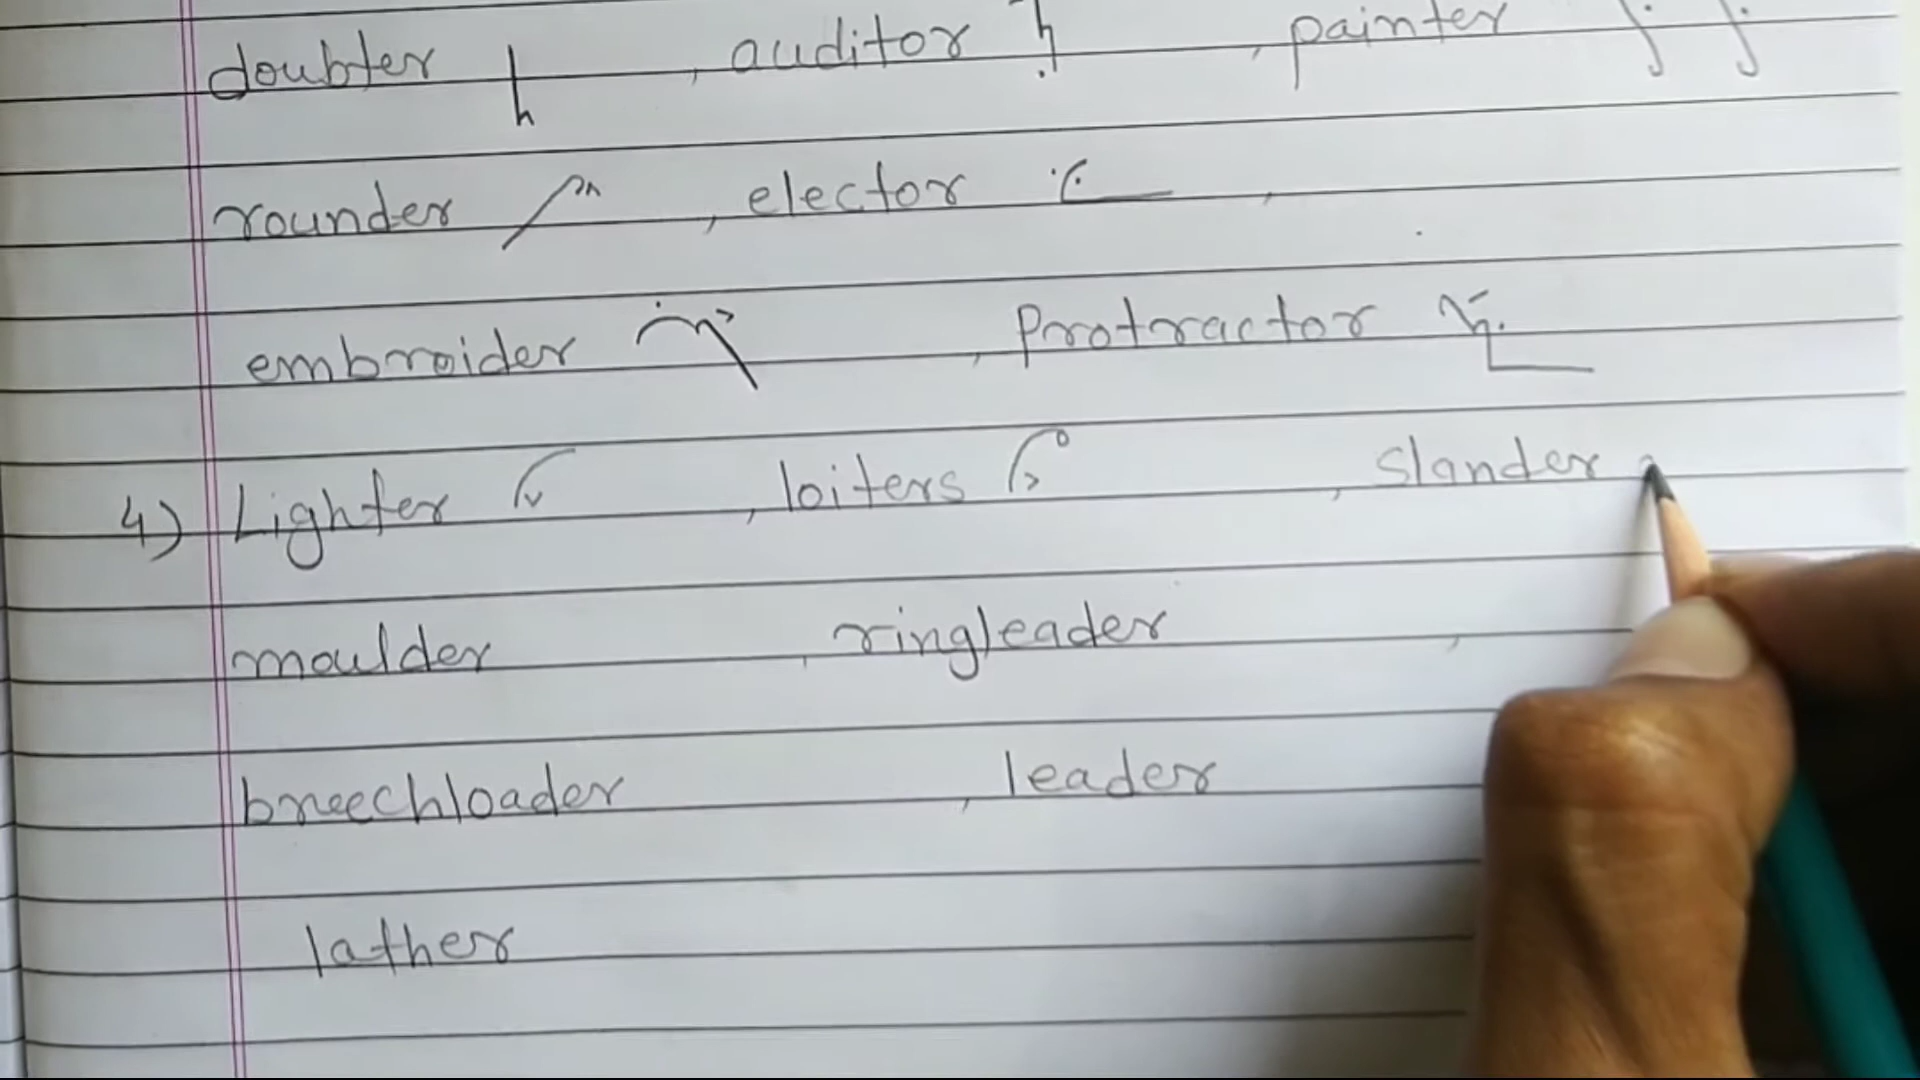 doubter , auditor , painter
rounder , elector ,
embroider , Protractor
4) Lighter , loiters , slander
moulder , ringleader ,
breechloader , leader
lather